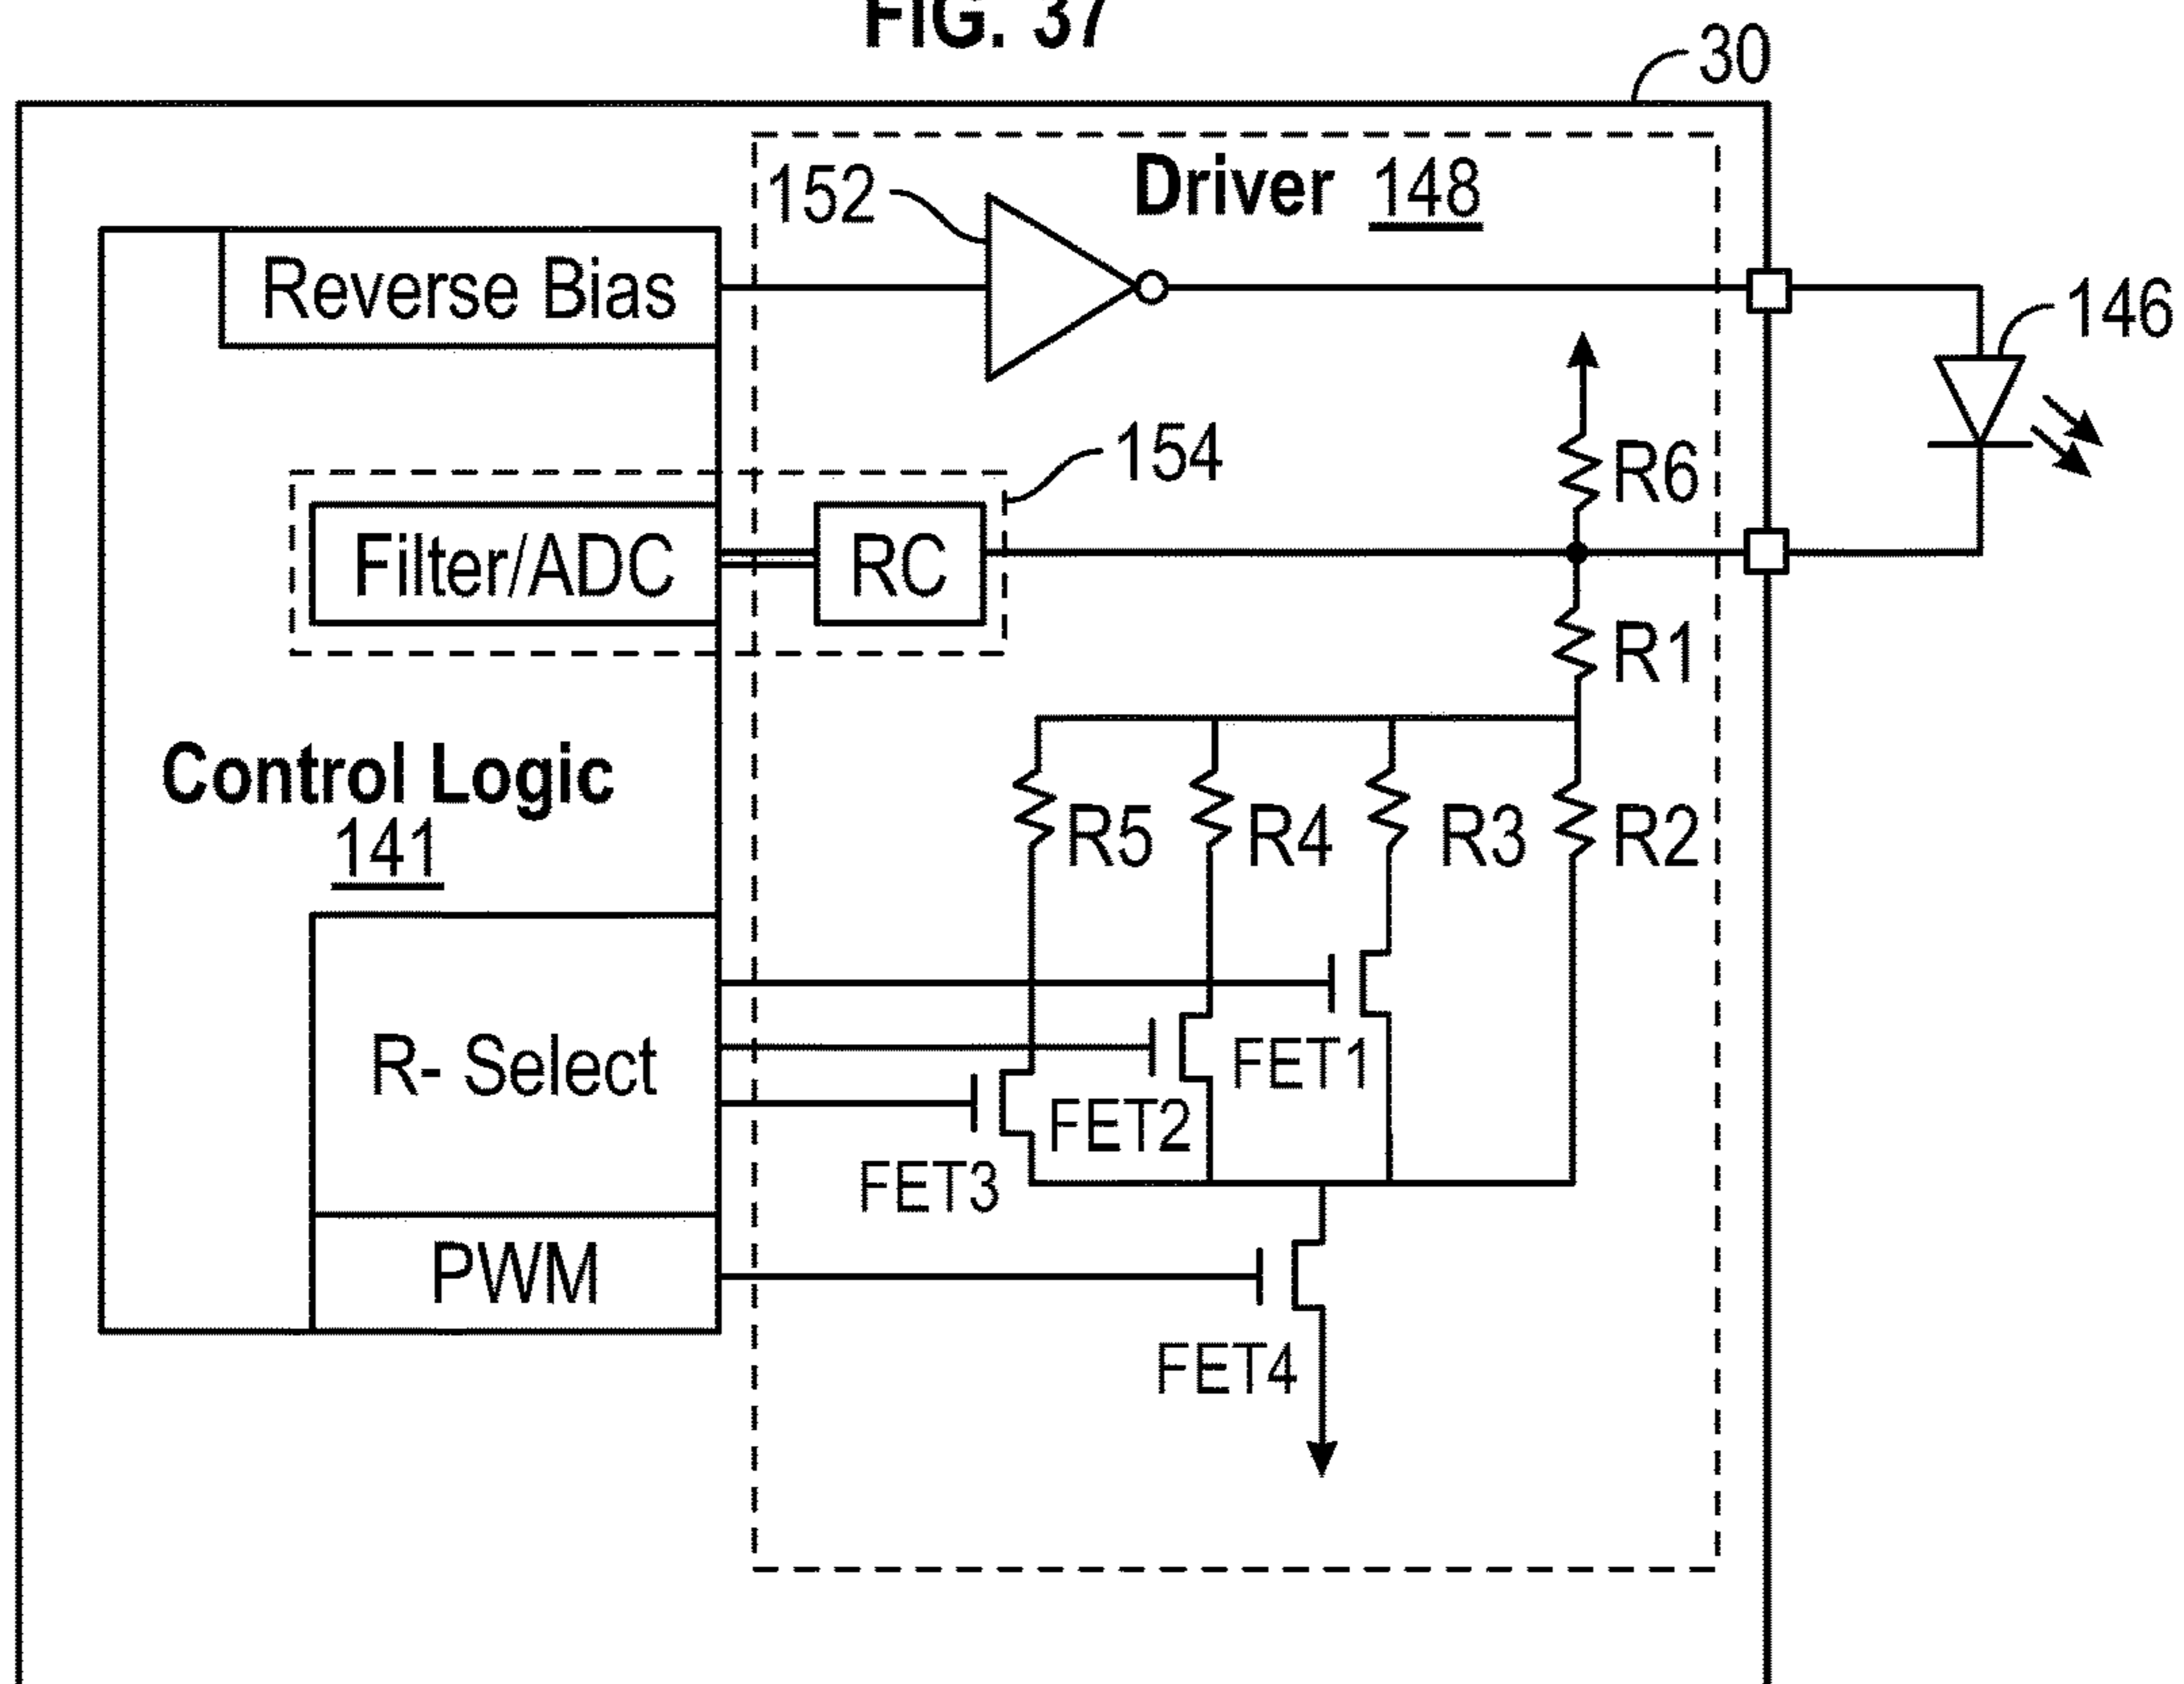 FIG. 37
30
Driver 148
152
Reverse Bias
146
154
R6
Filter/ADC
RC
R1
Control Logic
141
R5
R4
R3
R2
R- Select
FET1
FET2
FET3
PWM
FET4